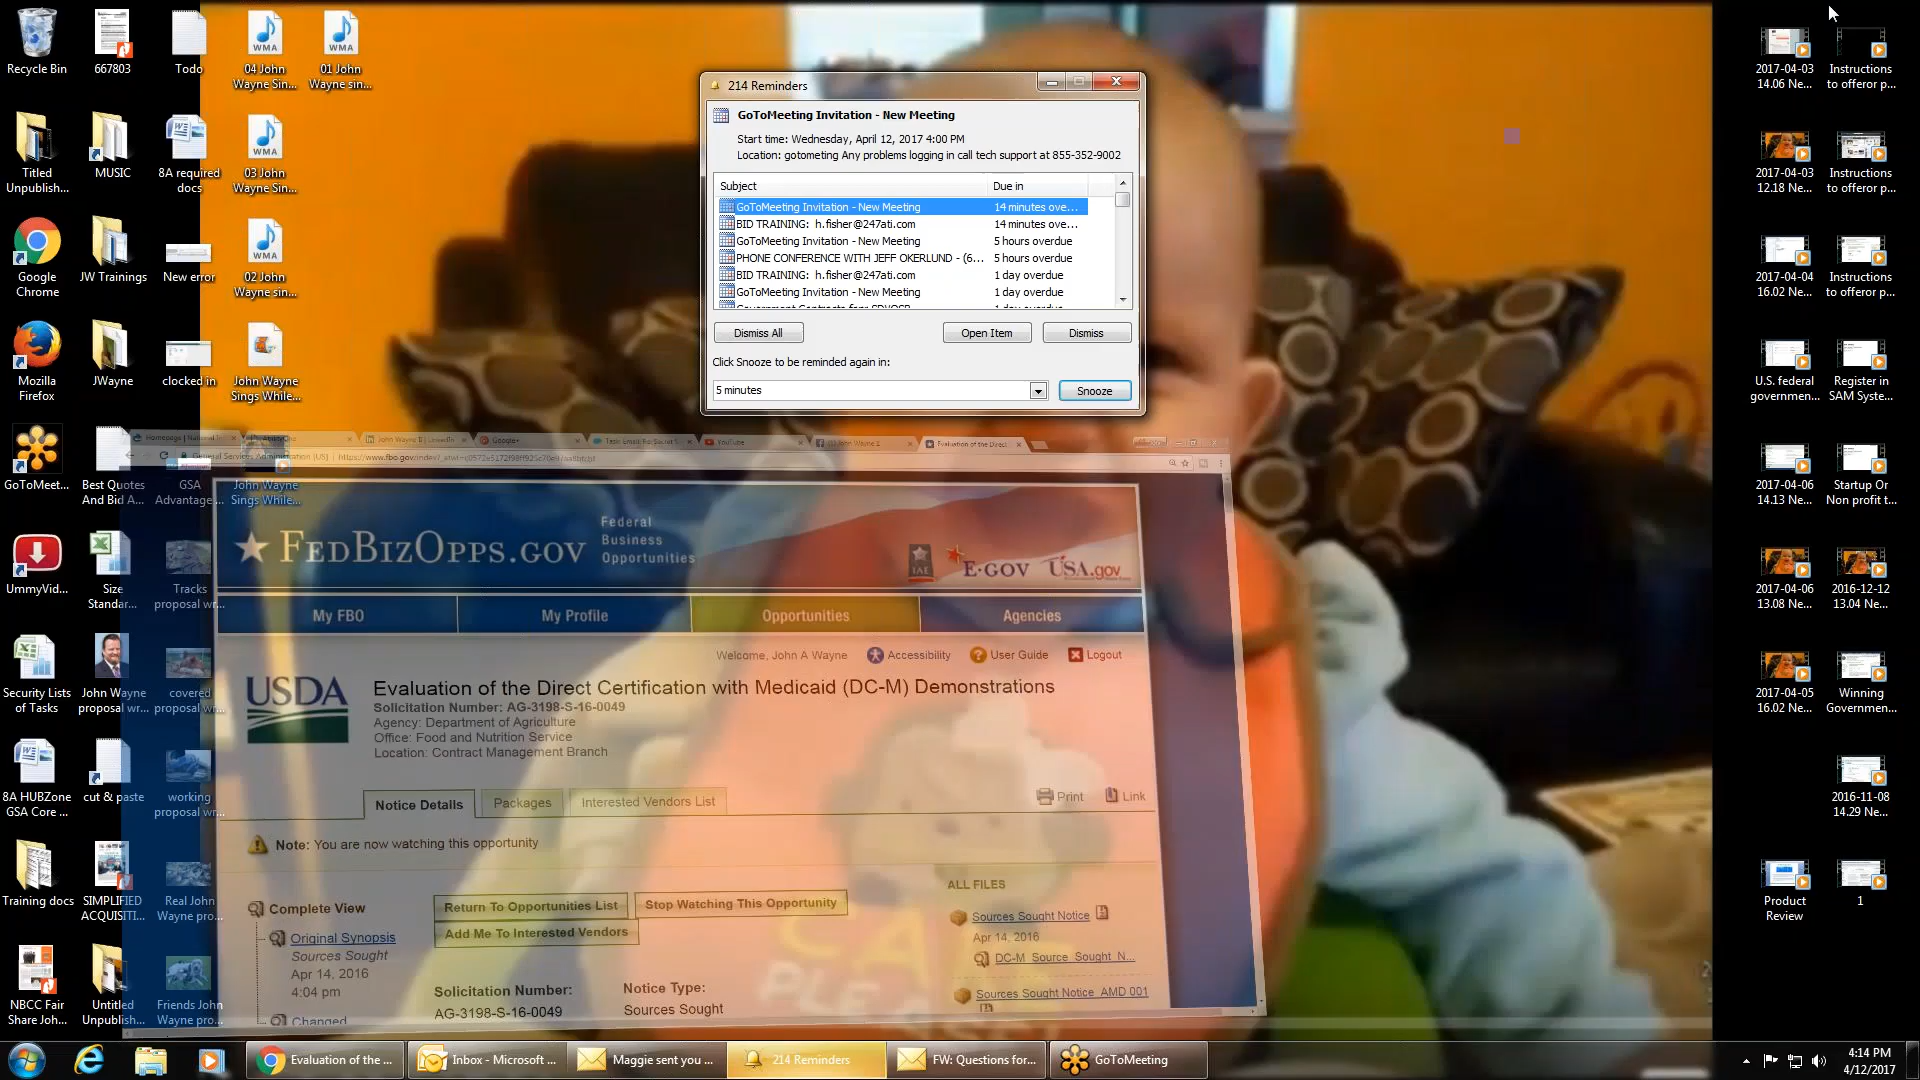 Recycle Bin
667803
Todo
04 John
Wayne Sin...
01 John
Wayne sin...
Titled
Unpublish...
MUSIC
8A required
docs
03 John
Wayne Sin...
Google
Chrome
JW Trainings
New error
02 John
Wayne sin...
Mozilla
Firefox
JWayne
clocked in
John Wayne
Sings While...
GoToMeet...
Best Quotes
And Bid A...
GSA
Advantage...
John Wayne
Sings While...
UmmyVid...
Size
Standar...
Tracks
proposal wr...
Security Lists
of Tasks
John Wayne
proposal wr...
covered
proposal wr...
8A HUBZone
GSA Core ...
cut & paste
working
proposal wr...
Training docs
SIMPLIFIED
ACQUISITI...
Real John
Wayne pro...
NBCC Fair
Share Joh...
Untitled
Unpublish...
Friends John
Wayne pro...
WMA
WMA
WMA
WMA
214 Reminders
GoToMeeting Invitation - New Meeting
Start time: Wednesday, April 12, 2017 4:00 PM
Location: gotometing Any problems logging in call tech support at 855-352-9002
Subject Due in
GoToMeeting Invitation - New Meeting 14 minutes ove...
BID TRAINING: h.fisher@247ati.com 14 minutes ove...
GoToMeeting Invitation - New Meeting 5 hours overdue
PHONE CONFERENCE WITH JEFF OKERLUND - (6... 5 hours overdue
BID TRAINING: h.fisher@247ati.com 1 day overdue
GoToMeeting Invitation - New Meeting 1 day overdue
Dismiss All Open Item Dismiss
Click Snooze to be reminded again in:
5 minutes Snooze
AbilityOne
John Wayne | LinkedIn
Google+
YouTube
Evaluation of the Direct
FEDBIZOPPS.GOV
Federal
Business
Opportunities
IAE E-GOV USA.gov
My FBO My Profile Opportunities Agencies
Welcome, John A Wayne Accessibility User Guide Logout
USDA
Evaluation of the Direct Certification with Medicaid (DC-M) Demonstrations
Solicitation Number: AG-3198-S-16-0049
Agency: Department of Agriculture
Office: Food and Nutrition Service
Location: Contract Management Branch
Notice Details Packages Interested Vendors List Print Link
Note: You are now watching this opportunity
Complete View
Original Synopsis
Sources Sought
Apr 14, 2016
4:04 pm
Changed
Return To Opportunities List Stop Watching This Opportunity
Add Me To Interested Vendors
Solicitation Number:
AG-3198-S-16-0049
Notice Type:
Sources Sought
ALL FILES
Sources Sought Notice
Apr 14, 2016
DC-M Source Sought N...
Sources Sought Notice AMD 001
2017-04-03
14.06 Ne...
Instructions
to offeror p...
2017-04-03
12.18 Ne...
Instructions
to offeror p...
2017-04-04
16.02 Ne...
Instructions
to offeror p...
U.S. federal
governmen...
Register in
SAM Syste...
2017-04-06
14.13 Ne...
Startup Or
Non profit t...
2017-04-06
13.08 Ne...
2016-12-12
13.04 Ne...
2017-04-05
16.02 Ne...
Winning
Governmen...
2016-11-08
14.29 Ne...
Product
Review
1
Evaluation of the ...
Inbox - Microsoft ...
Maggie sent you ...
214 Reminders
FW: Questions for...
GoToMeeting
4:14 PM
4/12/2017